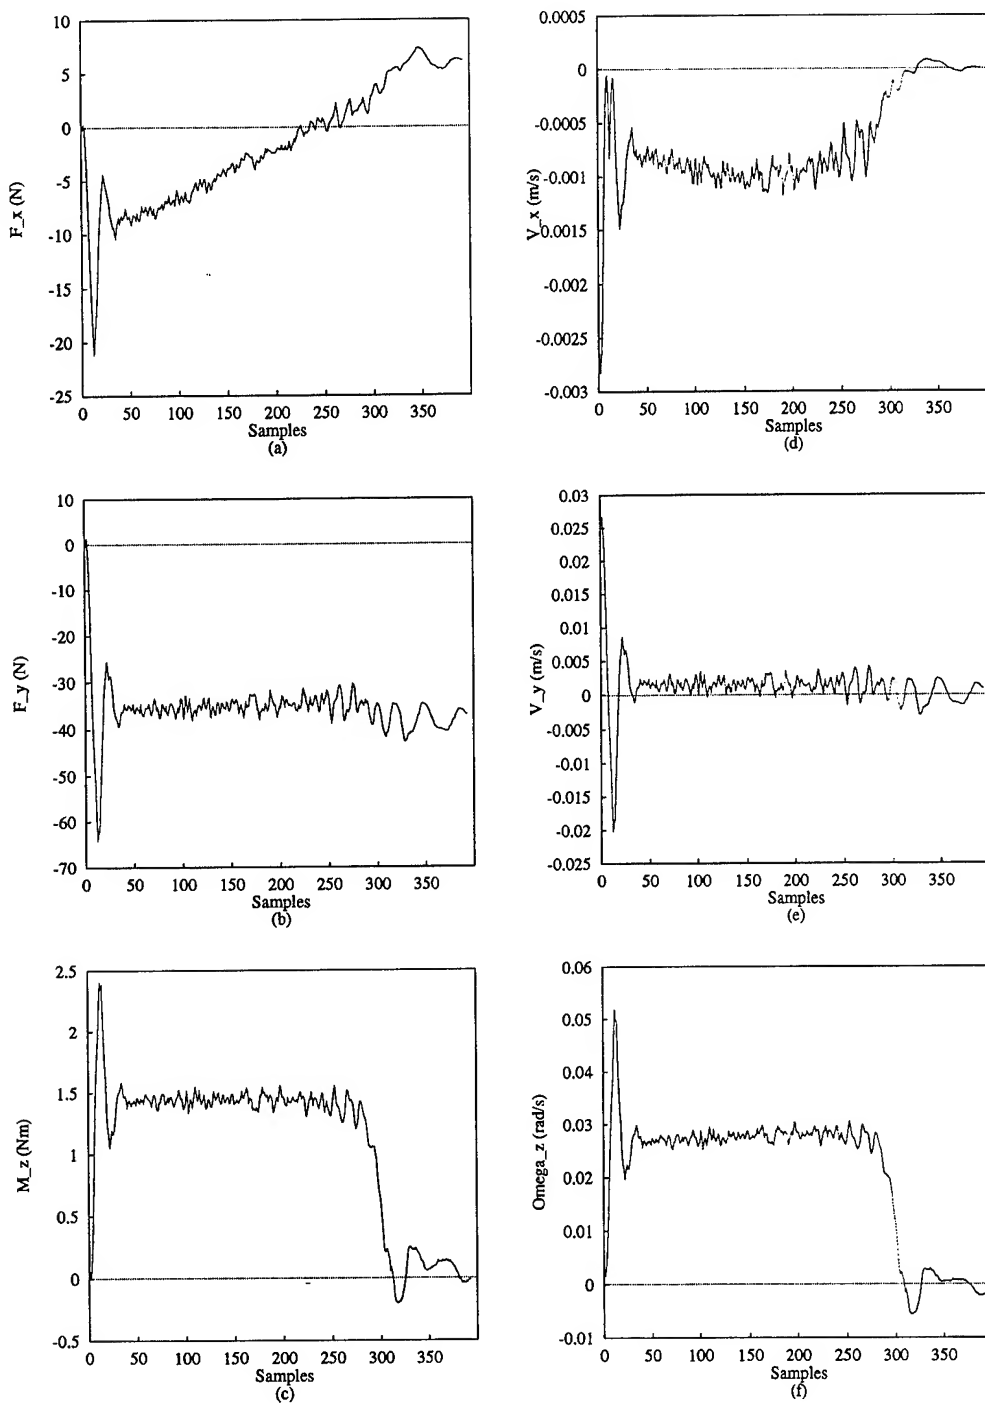 10
5
0
-5
-10
-15
-20
-25
F_x (N)
0 50 100 150 200 250 300 350
Samples
(a)
0.0005
0
-0.0005
-0.001
-0.0015
-0.002
-0.0025
-0.003
V_x (m/s)
0 50 100 150 200 250 300 350
Samples
(d)
10
0
-10
-20
-30
-40
-50
-60
-70
F_y (N)
0 50 100 150 200 250 300 350
Samples
(b)
0.03
0.025
0.02
0.015
0.01
0.005
0
-0.005
-0.01
-0.015
-0.02
-0.025
V_y (m/s)
0 50 100 150 200 250 300 350
Samples
(e)
2.5
2
1.5
1
0.5
0
-0.5
M_z (Nm)
0 50 100 150 200 250 300 350
Samples
(c)
0.06
0.05
0.04
0.03
0.02
0.01
0
-0.01
Omega_z (rad/s)
0 50 100 150 200 250 300 350
Samples
(f)